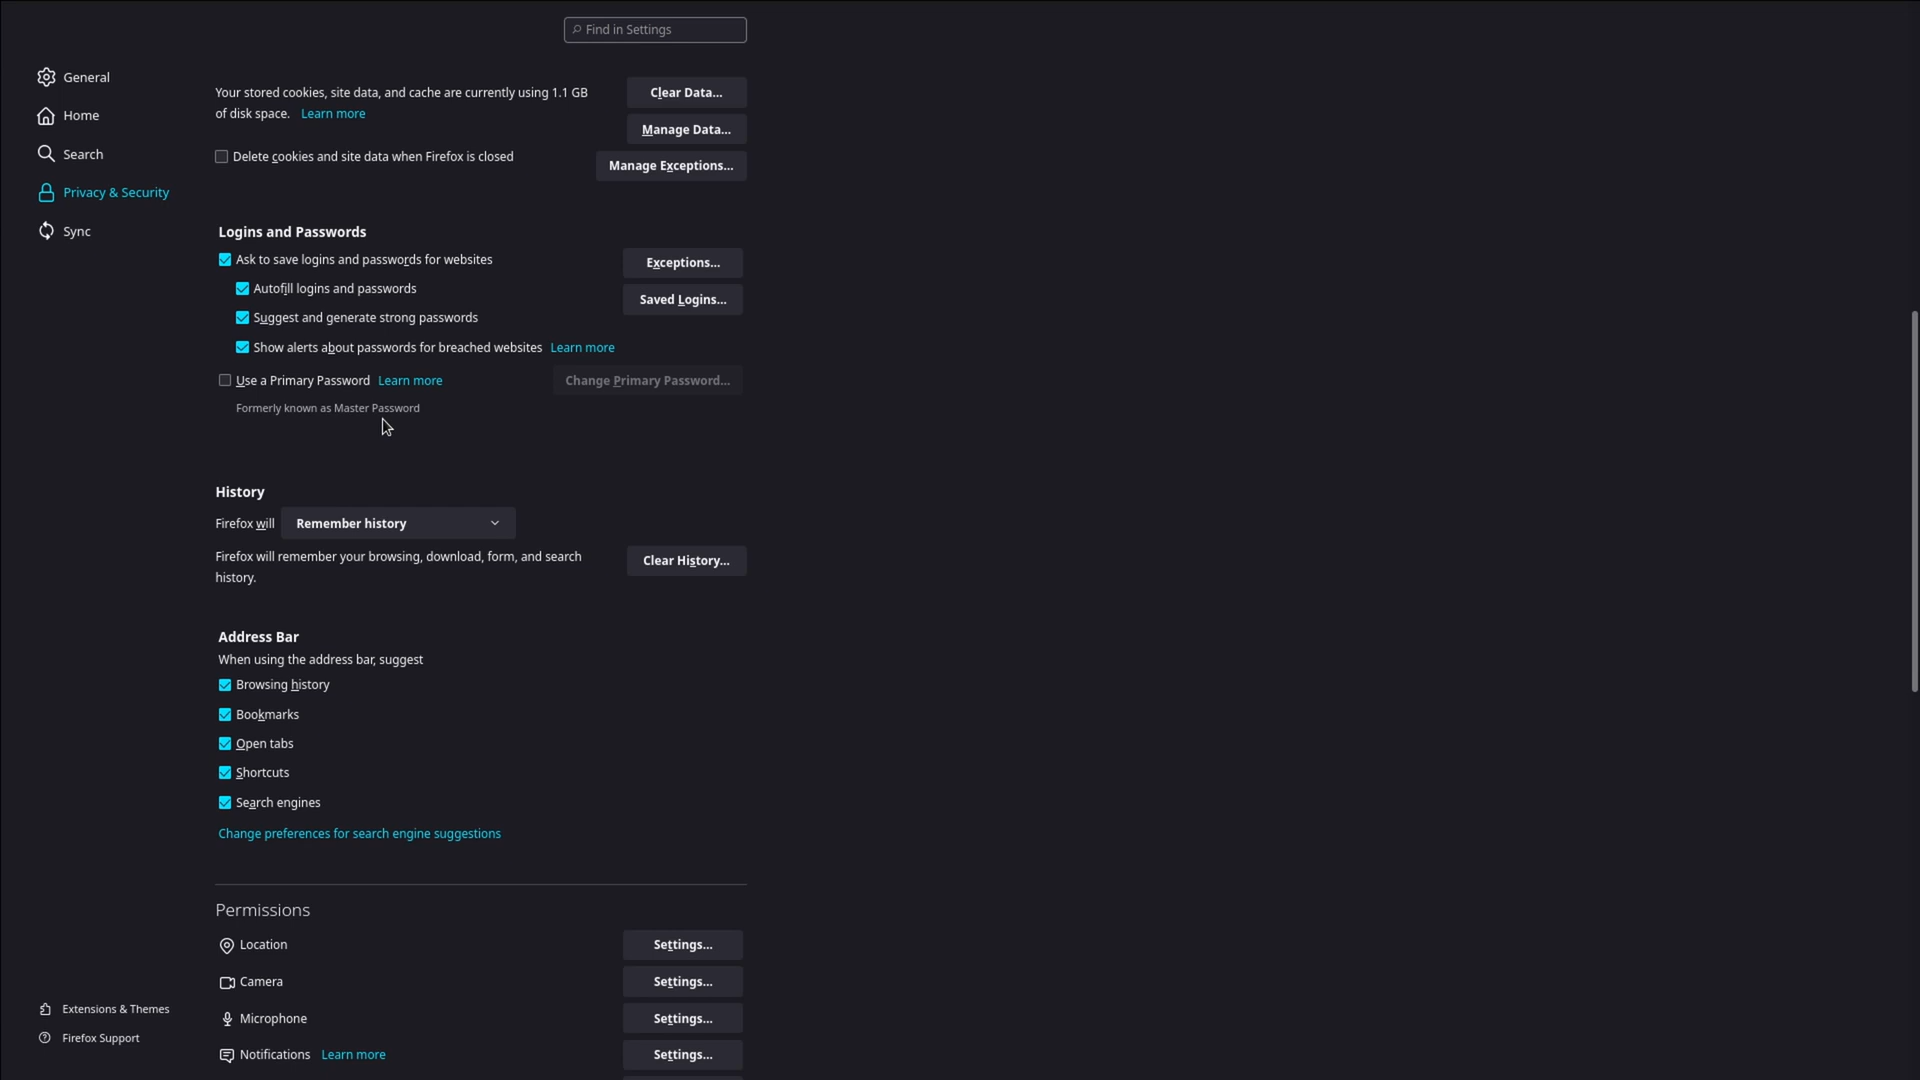 Find in Settings
General
Home
Search
Privacy & Security
Sync
Your stored cookies, site data, and cache are currently using 1.1 GB
of disk space. Learn more
Clear Data...
Manage Data...
Delete cookies and site data when Firefox is closed
Manage Exceptions...
Logins and Passwords
Ask to save logins and passwords for websites
Exceptions...
Autofill logins and passwords
Saved Logins...
Suggest and generate strong passwords
Show alerts about passwords for breached websites Learn more
Use a Primary Password Learn more
Change Primary Password...
Formerly known as Master Password
History
Firefox will Remember history
Firefox will remember your browsing, download, form, and search
history.
Clear History...
Address Bar
When using the address bar, suggest
Browsing history
Bookmarks
Open tabs
Shortcuts
Search engines
Change preferences for search engine suggestions
Permissions
Location Settings...
Camera Settings...
Microphone Settings...
Notifications Learn more Settings...
Extensions & Themes
Firefox Support